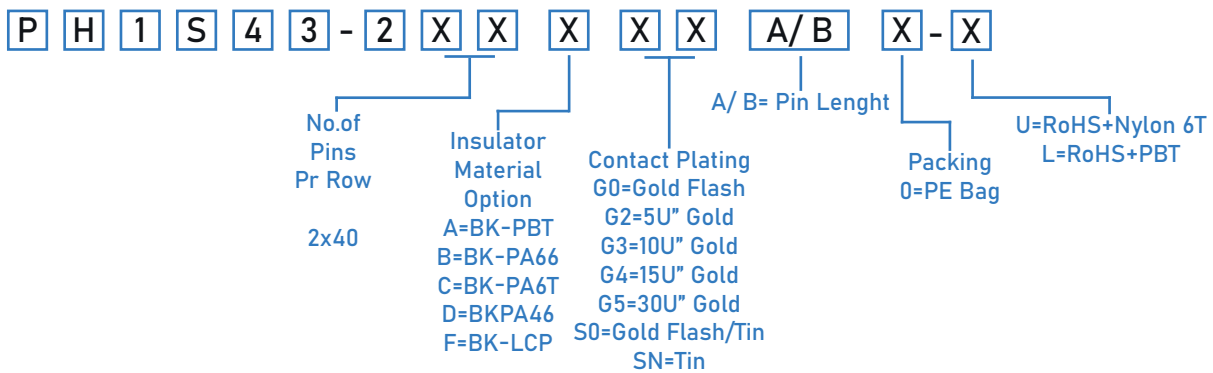 P H 1 S 4 3 - 2 X X X X X A/ B X - X
No.of
Pins
Pr Row
2x40
Insulator
Material
Option
A=BK-PBT
B=BK-PA66
C=BK-PA6T
D=BKPA46
F=BK-LCP
Contact Plating
G0=Gold Flash
G2=5U” Gold
G3=10U” Gold
G4=15U” Gold
G5=30U” Gold
S0=Gold Flash/Tin
SN=Tin
A/ B= Pin Lenght
Packing
0=PE Bag
U=RoHS+Nylon 6T
L=RoHS+PBT